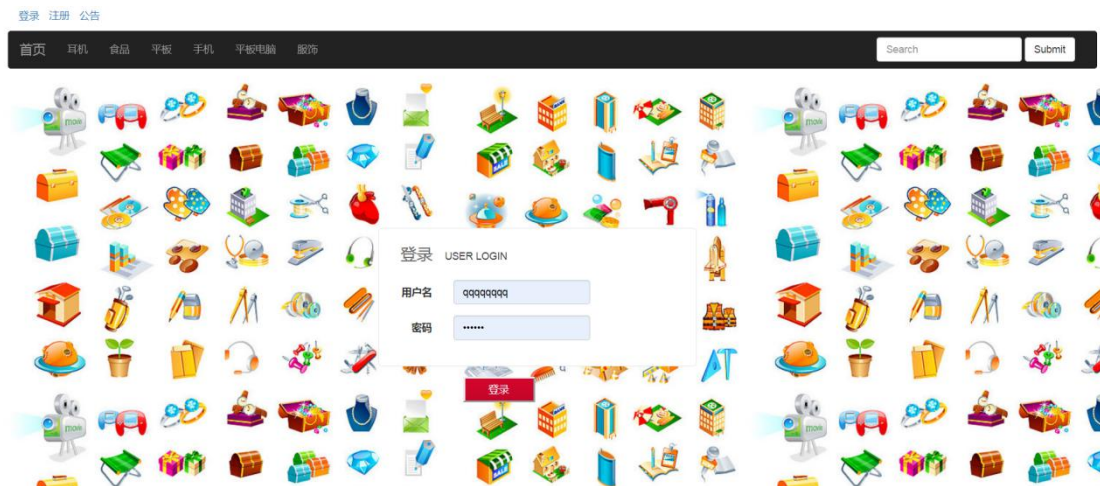 登录 注册 公告
首页 耳机 食品 平板 手机 平板电脑 服饰 Search Submit
登录 USER LOGIN
用户名 qqqqqqqq
密码 ••••••
登录